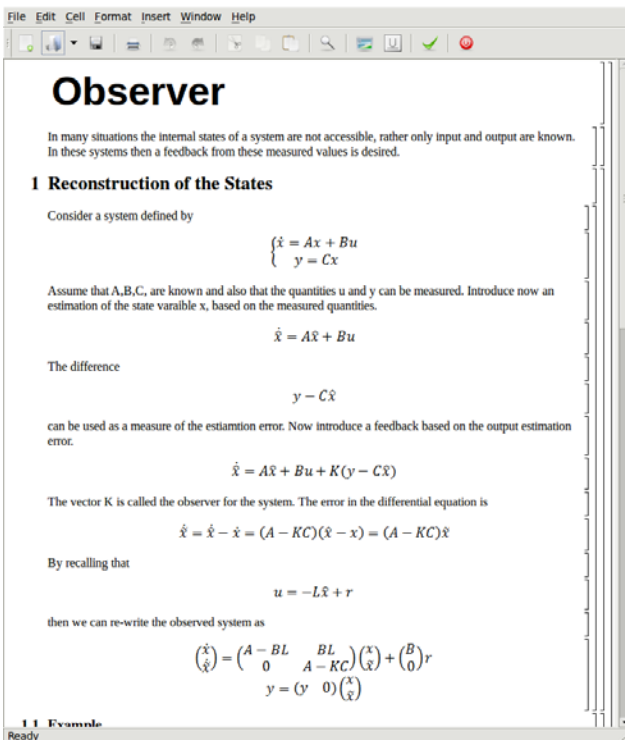 File Edit Cell Format Insert Window Help
Observer
In many situations the internal states of a system are not accessible, rather only input and output are known.
In these systems then a feedback from these measured values is desired.
1 Reconstruction of the States
Consider a system defined by
{ẋ = Ax + Bu
y = Cx
Assume that A,B,C, are known and also that the quantities u and y can be measured. Introduce now an
estimation of the state varaible x, based on the measured quantities.
x̂̇ = Ax̂ + Bu
The difference
y − Cx̂
can be used as a measure of the estiamtion error. Now introduce a feedback based on the output estimation
error.
x̂̇ = Ax̂ + Bu + K(y − Cx̂)
The vector K is called the observer for the system. The error in the differential equation is
x̃̇ = x̂̇ − ẋ = (A − KC)(x̂ − x) = (A − KC)x̃
By recalling that
u = −Lx̂ + r
then we can re-write the observed system as
(ẋ x̃̇) = (A − BL BL 0 A − KC)(x x̃) + (B 0)r
y = (y 0)(x x̃)
1.1 Example
Ready